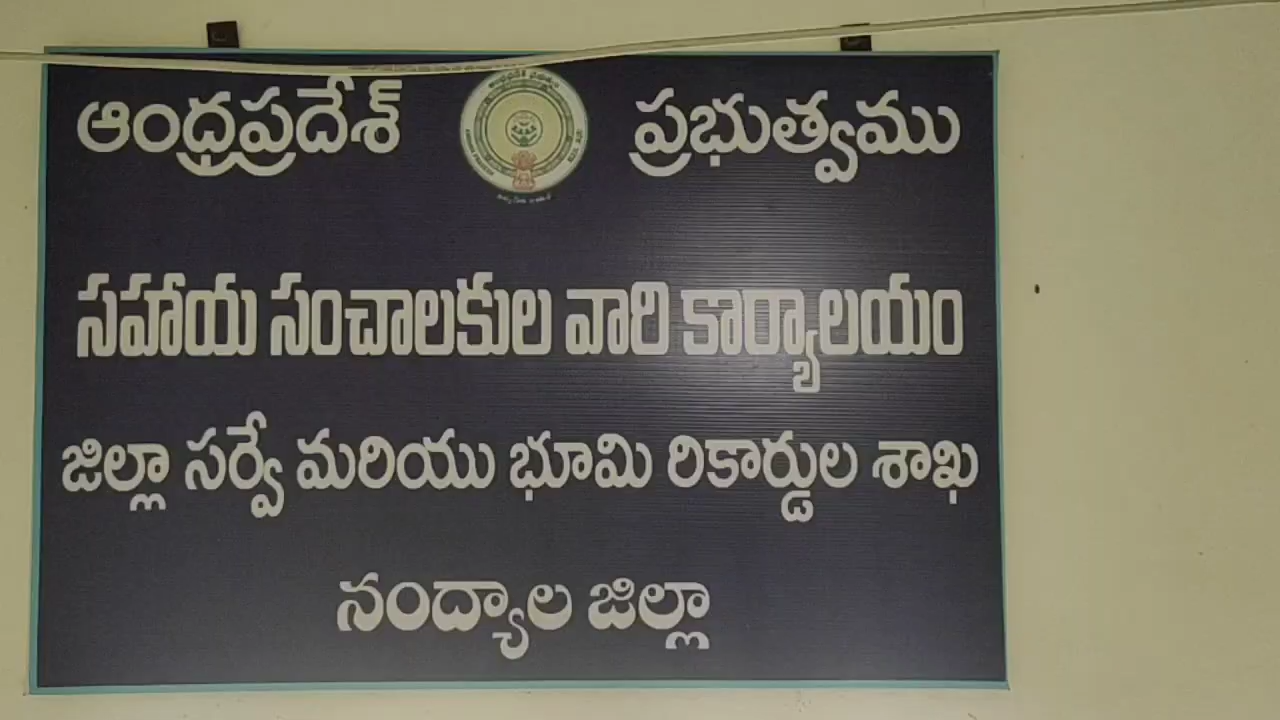 ఆంధ్రప్రదేశ్ ప్రభుత్వము
సహాయ సంచాలకుల వారి కార్యాలయం
జిల్లా సర్వే మరియు భూమి రికార్డుల శాఖ
నంద్యాల జిల్లా